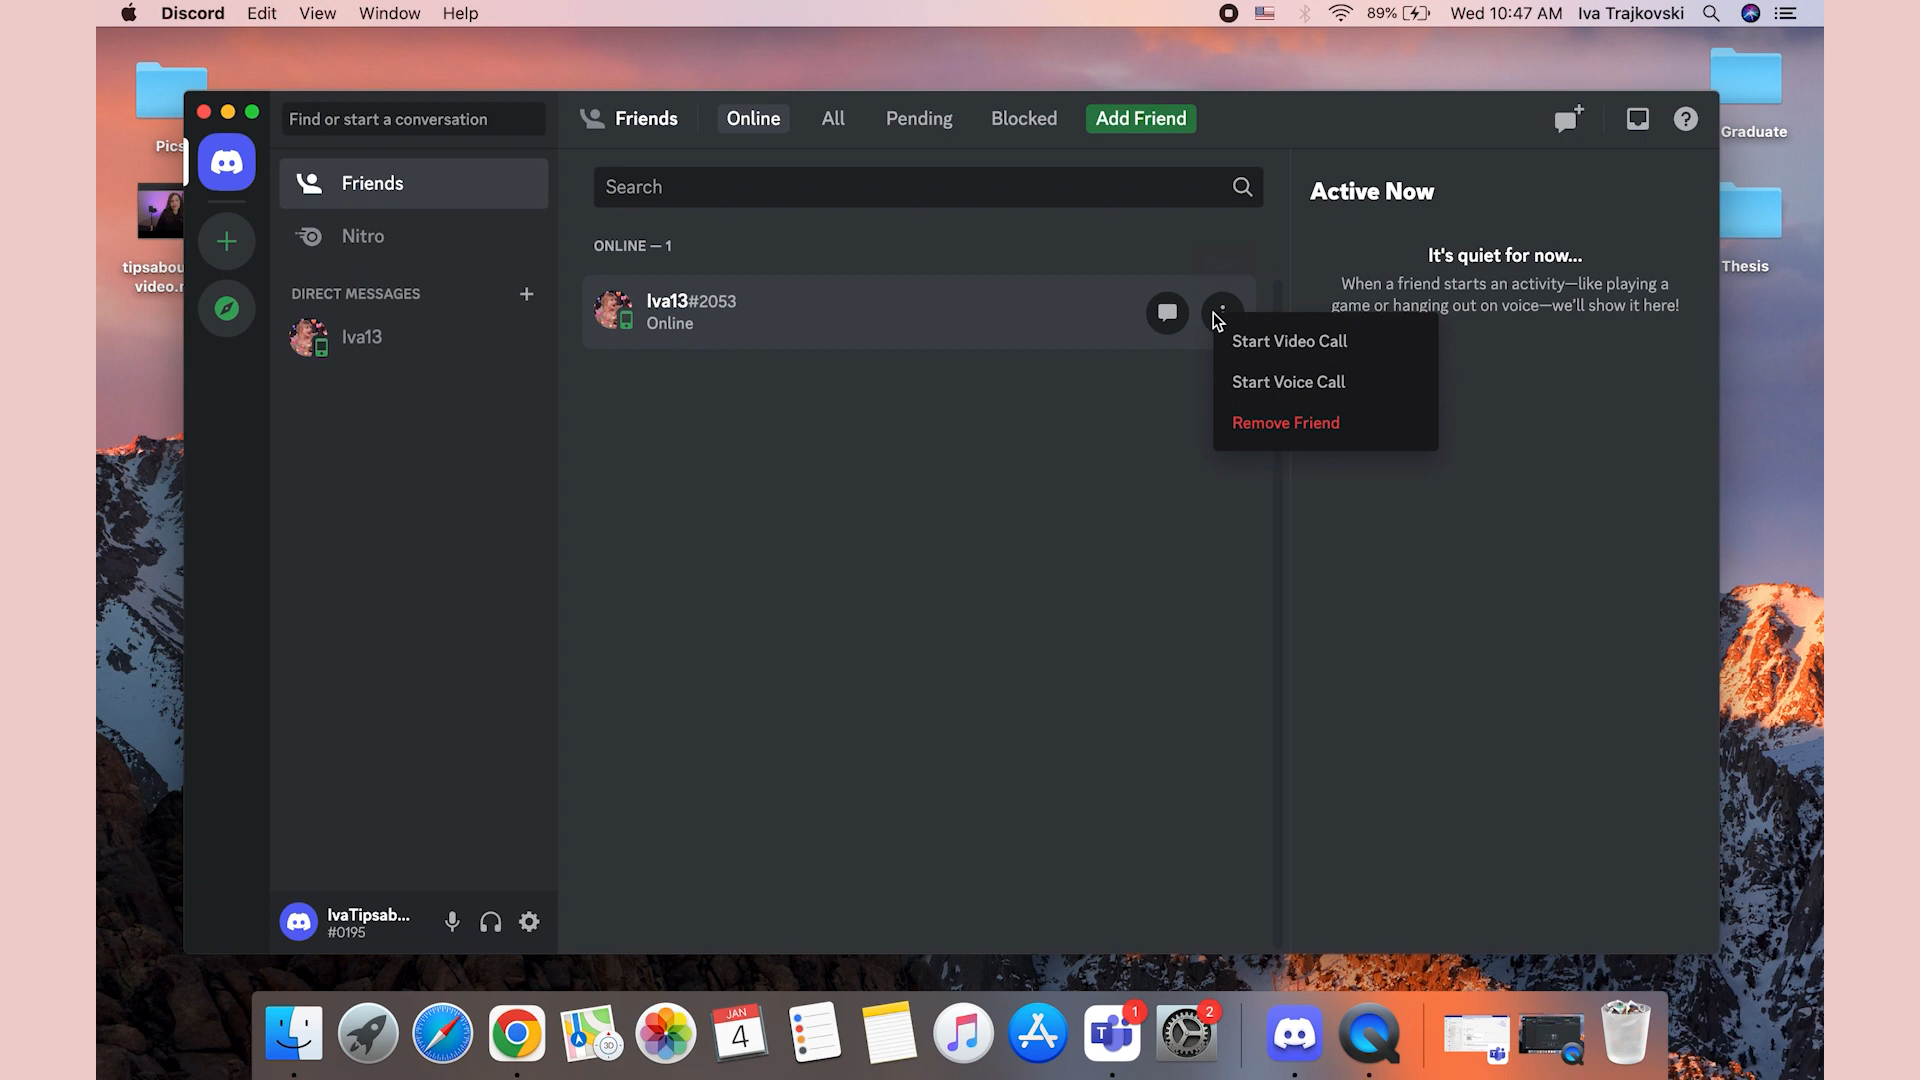 Discord Edit View Window Help
89% Wed 10:47 AM Iva Trajkovski
Pics
tipsabou
video.r
Graduate
Thesis
Find or start a conversation
Friends
Nitro
DIRECT MESSAGES
Iva13
IvaTipsab...
#0195
Friends Online All Pending Blocked Add Friend
Search
ONLINE — 1
Iva13#2053
Online
Start Video Call
Start Voice Call
Remove Friend
Active Now
It's quiet for now...
When a friend starts an activity—like playing a
game or hanging out on voice—we'll show it here!
3D
JAN
4
1
2